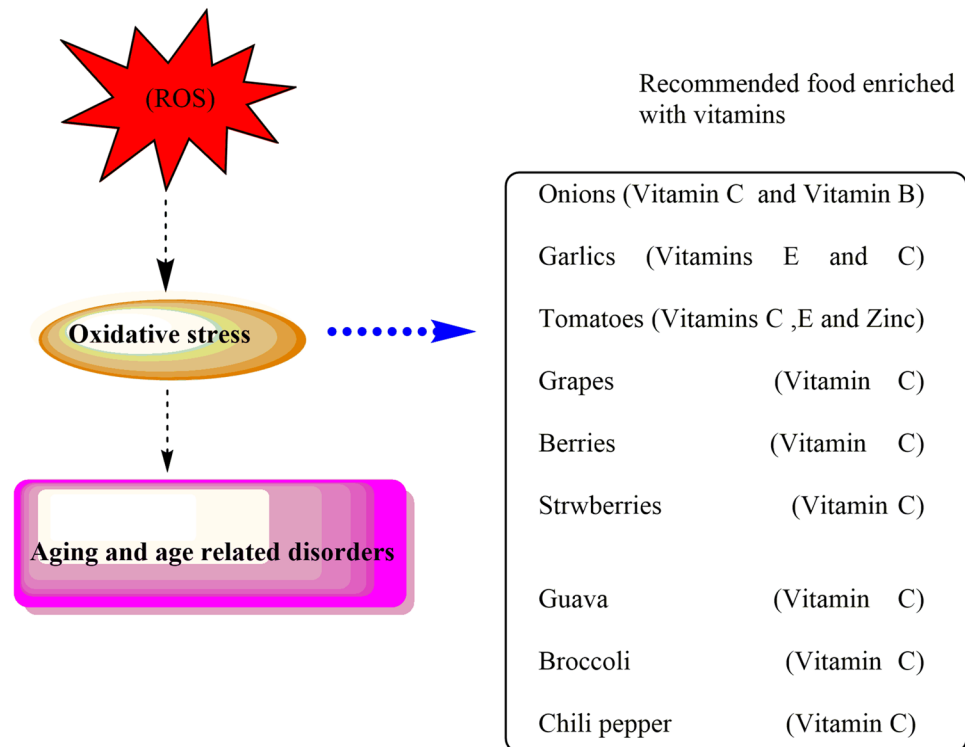 (ROS)
Oxidative stress
Aging and age related disorders
Recommended food enriched
with vitamins
Onions (Vitamin C and Vitamin B)
Garlics (Vitamins E and C)
Tomatoes (Vitamins C ,E and Zinc)
Grapes (Vitamin C)
Berries (Vitamin C)
Strwberries (Vitamin C)
Guava (Vitamin C)
Broccoli (Vitamin C)
Chili pepper (Vitamin C)